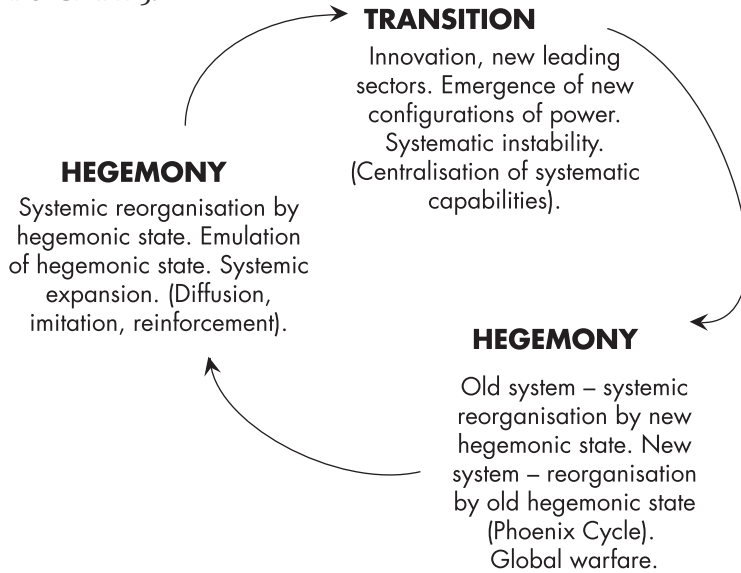 TRANSITION
Innovation, new leading
sectors. Emergence of new
configurations of power.
Systematic instability.
(Centralisation of systematic
capabilities).
HEGEMONY
Systemic reorganisation by
hegemonic state. Emulation
of hegemonic state. Systemic
expansion. (Diffusion,
imitation, reinforcement).
HEGEMONY
Old system – systemic
reorganisation by new
hegemonic state. New
system – reorganisation
by old hegemonic state
(Phoenix Cycle).
Global warfare.